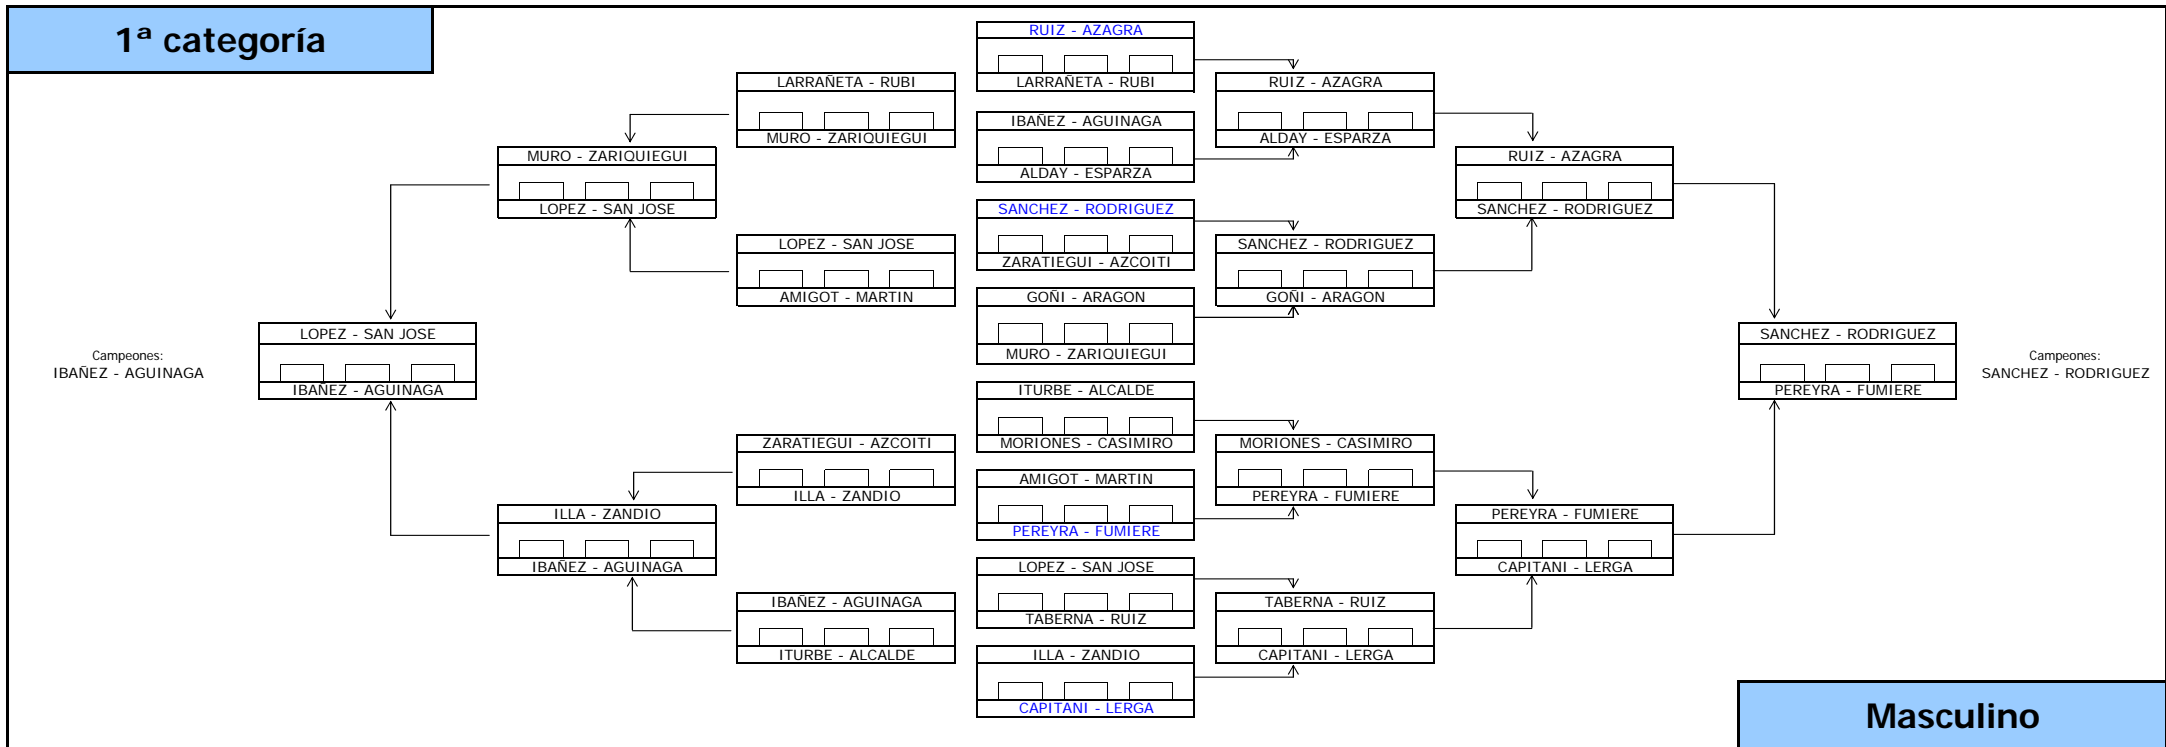 1ª categoría
RUIZ - AZAGRA
LARRAÑETA - RUBI
IBAÑEZ - AGUINAGA
ALDAY - ESPARZA
SANCHEZ - RODRIGUEZ
ZARATIEGUI - AZCOITI
GOÑI - ARAGON
MURO - ZARIQUIEGUI
ITURBE - ALCALDE
MORIONES - CASIMIRO
AMIGOT - MARTIN
PEREYRA - FUMIERE
LOPEZ - SAN JOSE
TABERNA - RUIZ
ILLA - ZANDIO
CAPITANI - LERGA
LARRAÑETA - RUBI
MURO - ZARIQUIEGUI
LOPEZ - SAN JOSE
AMIGOT - MARTIN
ZARATIEGUI - AZCOITI
ILLA - ZANDIO
IBAÑEZ - AGUINAGA
ITURBE - ALCALDE
MURO - ZARIQUIEGUI
LOPEZ - SAN JOSE
ILLA - ZANDIO
IBAÑEZ - AGUINAGA
LOPEZ - SAN JOSE
IBAÑEZ - AGUINAGA
Campeones:
IBAÑEZ - AGUINAGA
RUIZ - AZAGRA
ALDAY - ESPARZA
SANCHEZ - RODRIGUEZ
GOÑI - ARAGON
MORIONES - CASIMIRO
PEREYRA - FUMIERE
TABERNA - RUIZ
CAPITANI - LERGA
RUIZ - AZAGRA
SANCHEZ - RODRIGUEZ
PEREYRA - FUMIERE
CAPITANI - LERGA
SANCHEZ - RODRIGUEZ
PEREYRA - FUMIERE
Campeones:
SANCHEZ - RODRIGUEZ
Masculino